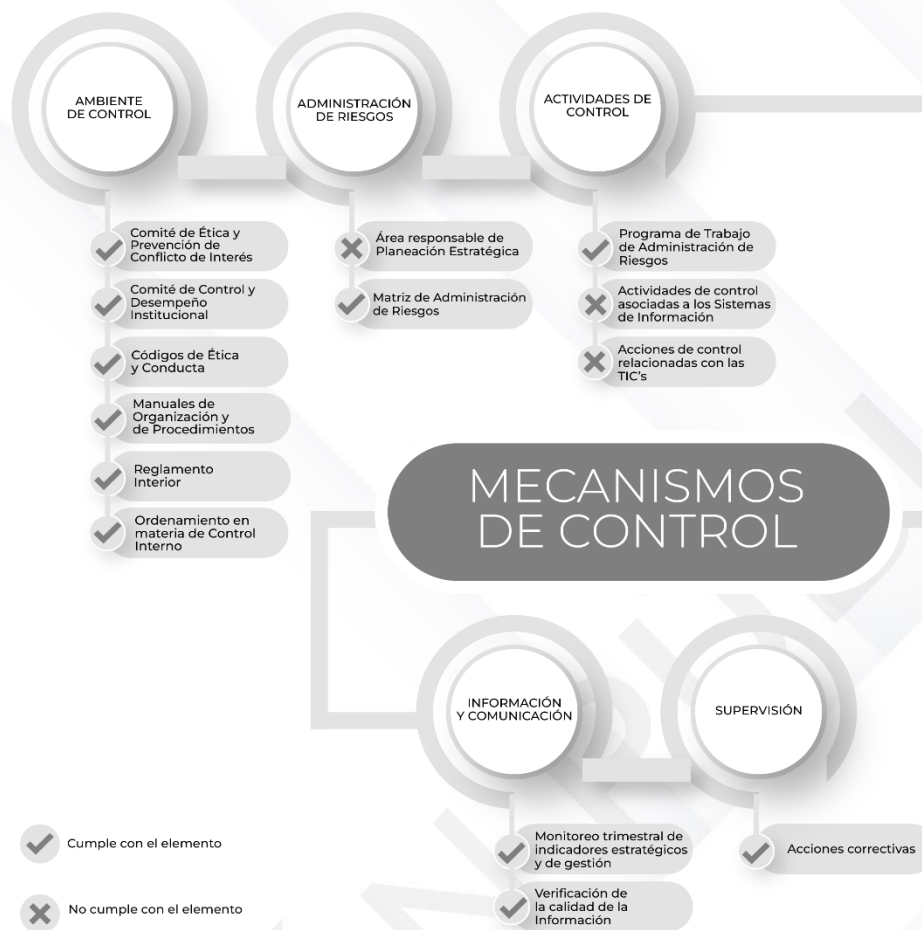 AMBIENTE
DE CONTROL
ADMINISTRACIÓN
DE RIESGOS
ACTIVIDADES DE
CONTROL
Comité de Ética y
Prevención de
Conflicto de Interés
Comité de Control y
Desempeño
Institucional
Códigos de Ética
y Conducta
Manuales de
Organización y
de Procedimientos
Reglamento
Interior
Ordenamiento en
materia de Control
Interno
Área responsable de
Planeación Estratégica
Matriz de Administración
de Riesgos
Programa de Trabajo
de Administración de
Riesgos
Actividades de control
asociadas a los Sistemas
de Información
Acciones de control
relacionadas con las
TIC's
MECANISMOS
DE CONTROL
INFORMACIÓN
Y COMUNICACIÓN
SUPERVISIÓN
Monitoreo trimestral de
indicadores estratégicos
y de gestión
Verificación de
la calidad de la
Información
Acciones correctivas
Cumple con el elemento
No cumple con el elemento